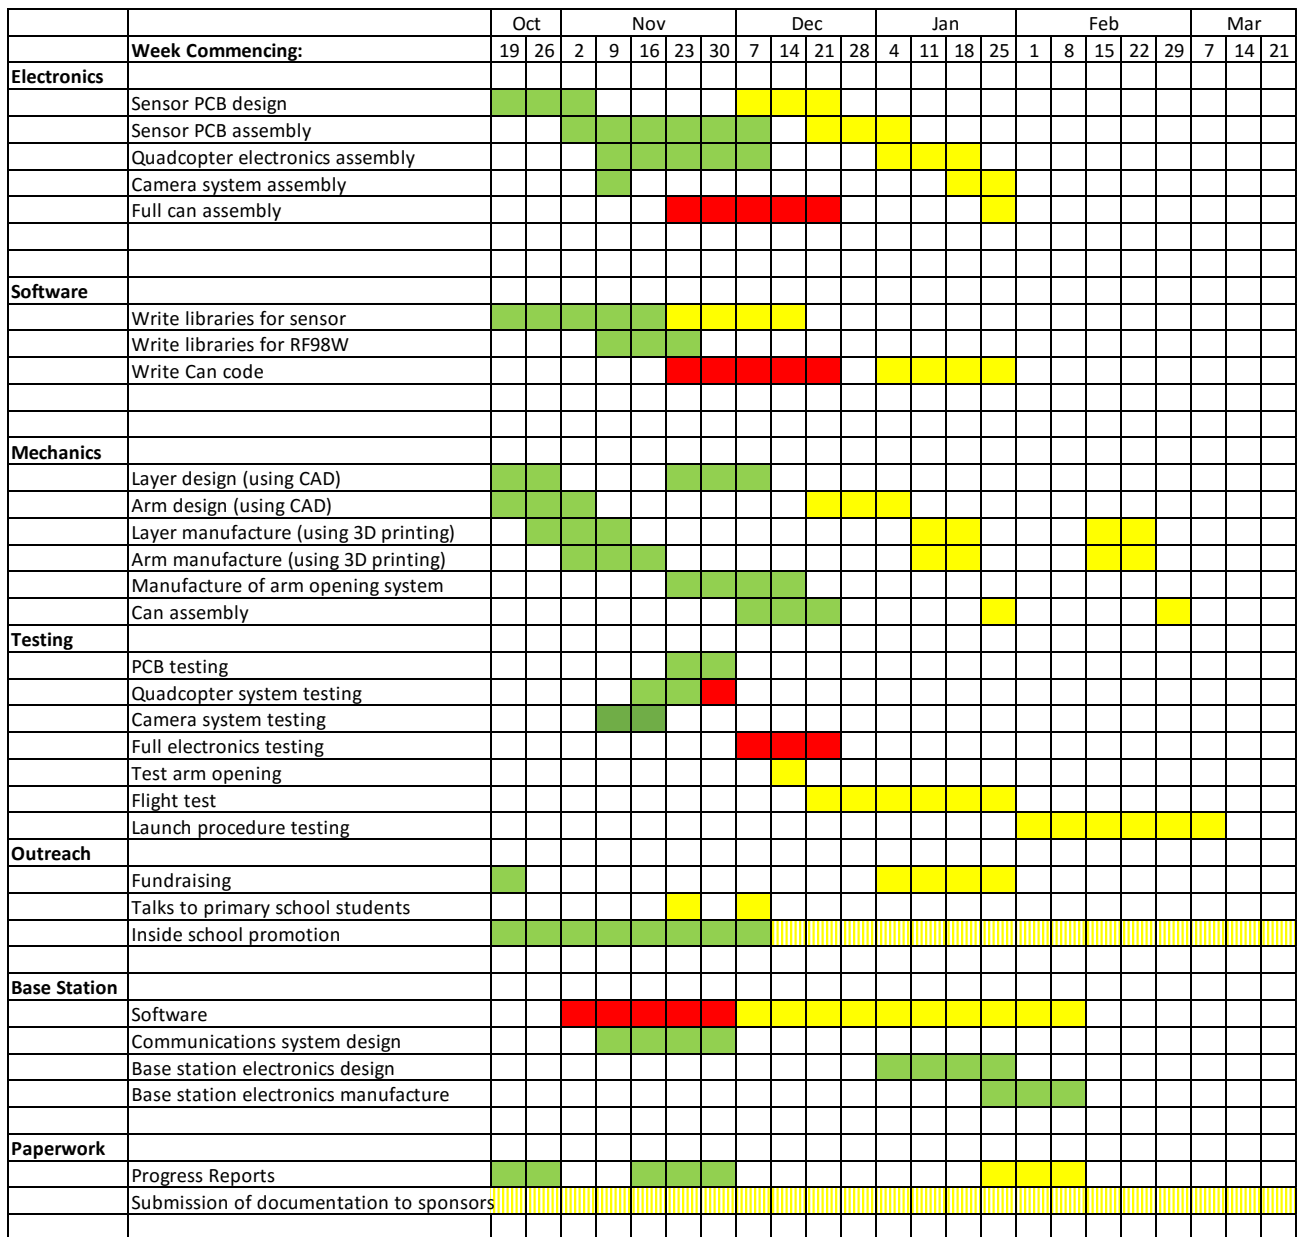 Oct Nov Dec Jan Feb Mar
Week Commencing: 19 26 2 9 16 23 30 7 14 21 28 4 11 18 25 1 8 15 22 29 7 14 21
Electronics
Sensor PCB design
Sensor PCB assembly
Quadcopter electronics assembly
Camera system assembly
Full can assembly
Software
Write libraries for sensor
Write libraries for RF98W
Write Can code
Mechanics
Layer design (using CAD)
Arm design (using CAD)
Layer manufacture (using 3D printing)
Arm manufacture (using 3D printing)
Manufacture of arm opening system
Can assembly
Testing
PCB testing
Quadcopter system testing
Camera system testing
Full electronics testing
Test arm opening
Flight test
Launch procedure testing
Outreach
Fundraising
Talks to primary school students
Inside school promotion
Base Station
Software
Communications system design
Base station electronics design
Base station electronics manufacture
Paperwork
Progress Reports
Submission of documentation to sponsors